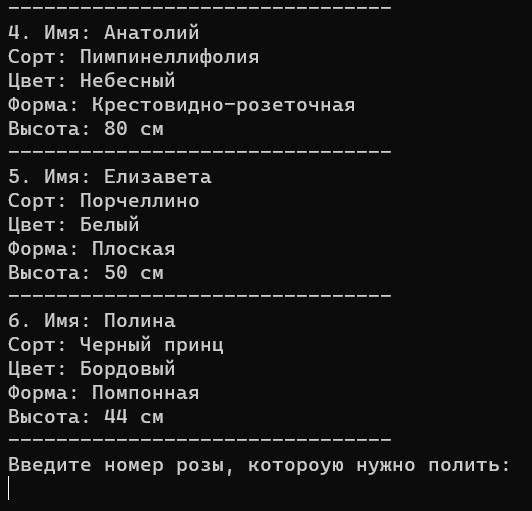 --------------------------------
4. Имя: Анатолий
Сорт: Пимпинеллифолия
Цвет: Небесный
Форма: Крестовидно-розеточная
Высота: 80 см
--------------------------------
5. Имя: Елизавета
Сорт: Порчеллино
Цвет: Белый
Форма: Плоская
Высота: 50 см
--------------------------------
6. Имя: Полина
Сорт: Черный принц
Цвет: Бордовый
Форма: Помпонная
Высота: 44 см
--------------------------------
Введите номер розы, котороую нужно полить: